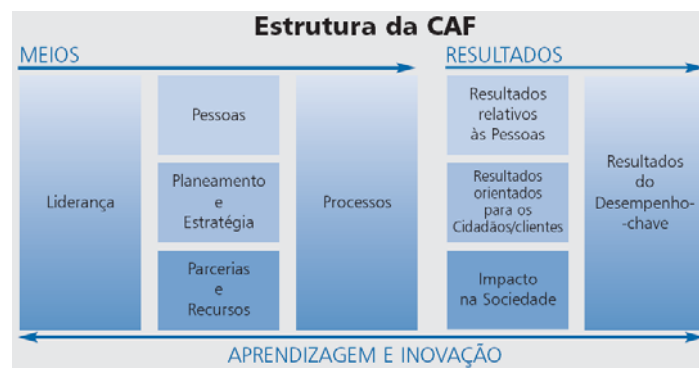 Estrutura da CAF
MEIOS
RESULTADOS
Liderança
Pessoas
Planeamento
e
Estratégia
Parcerias
e
Recursos
Processos
Resultados
relativos
às Pessoas
Resultados
orientados
para os
Cidadãos/clientes
Impacto
na Sociedade
Resultados
do
Desempenho-
-chave
APRENDIZAGEM E INOVAÇÃO